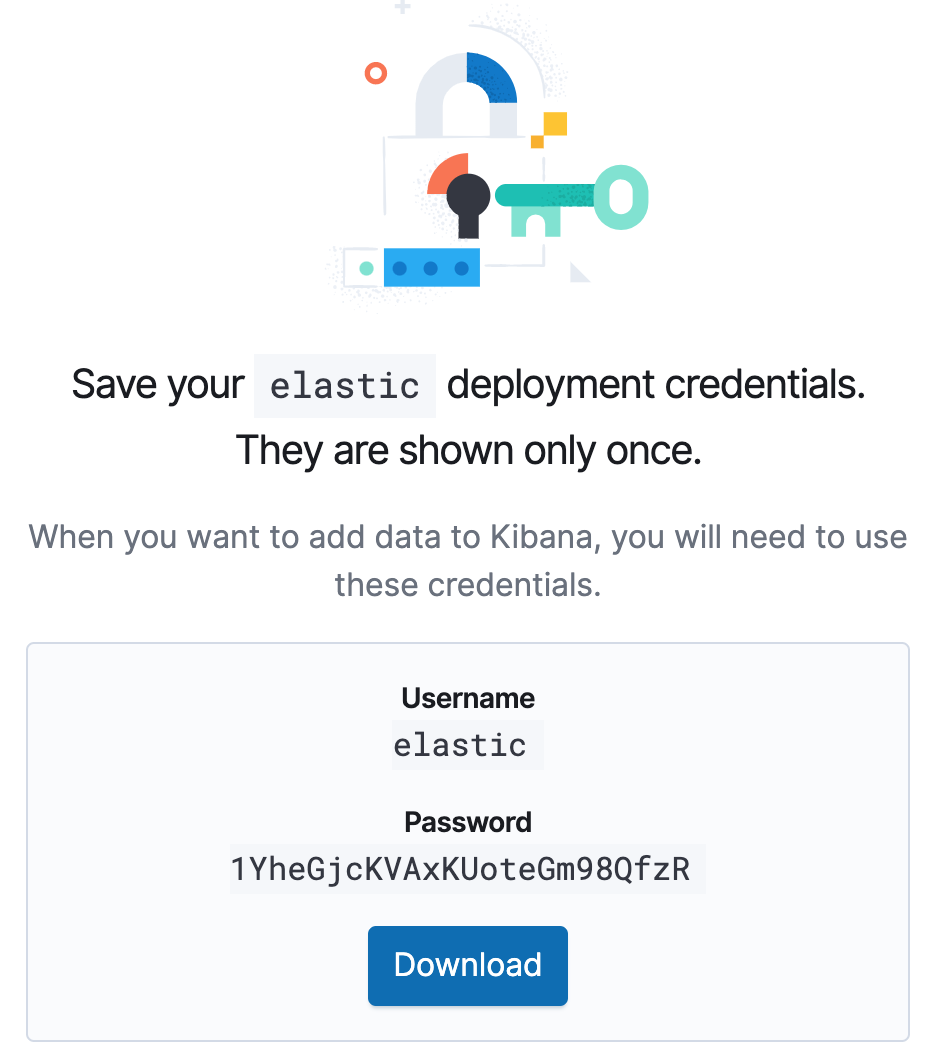 Save your elastic deployment credentials.
They are shown only once.
When you want to add data to Kibana, you will need to use
these credentials.
Username
elastic
Password
1YheGjcKVAxKUoteGm98QfzR
Download